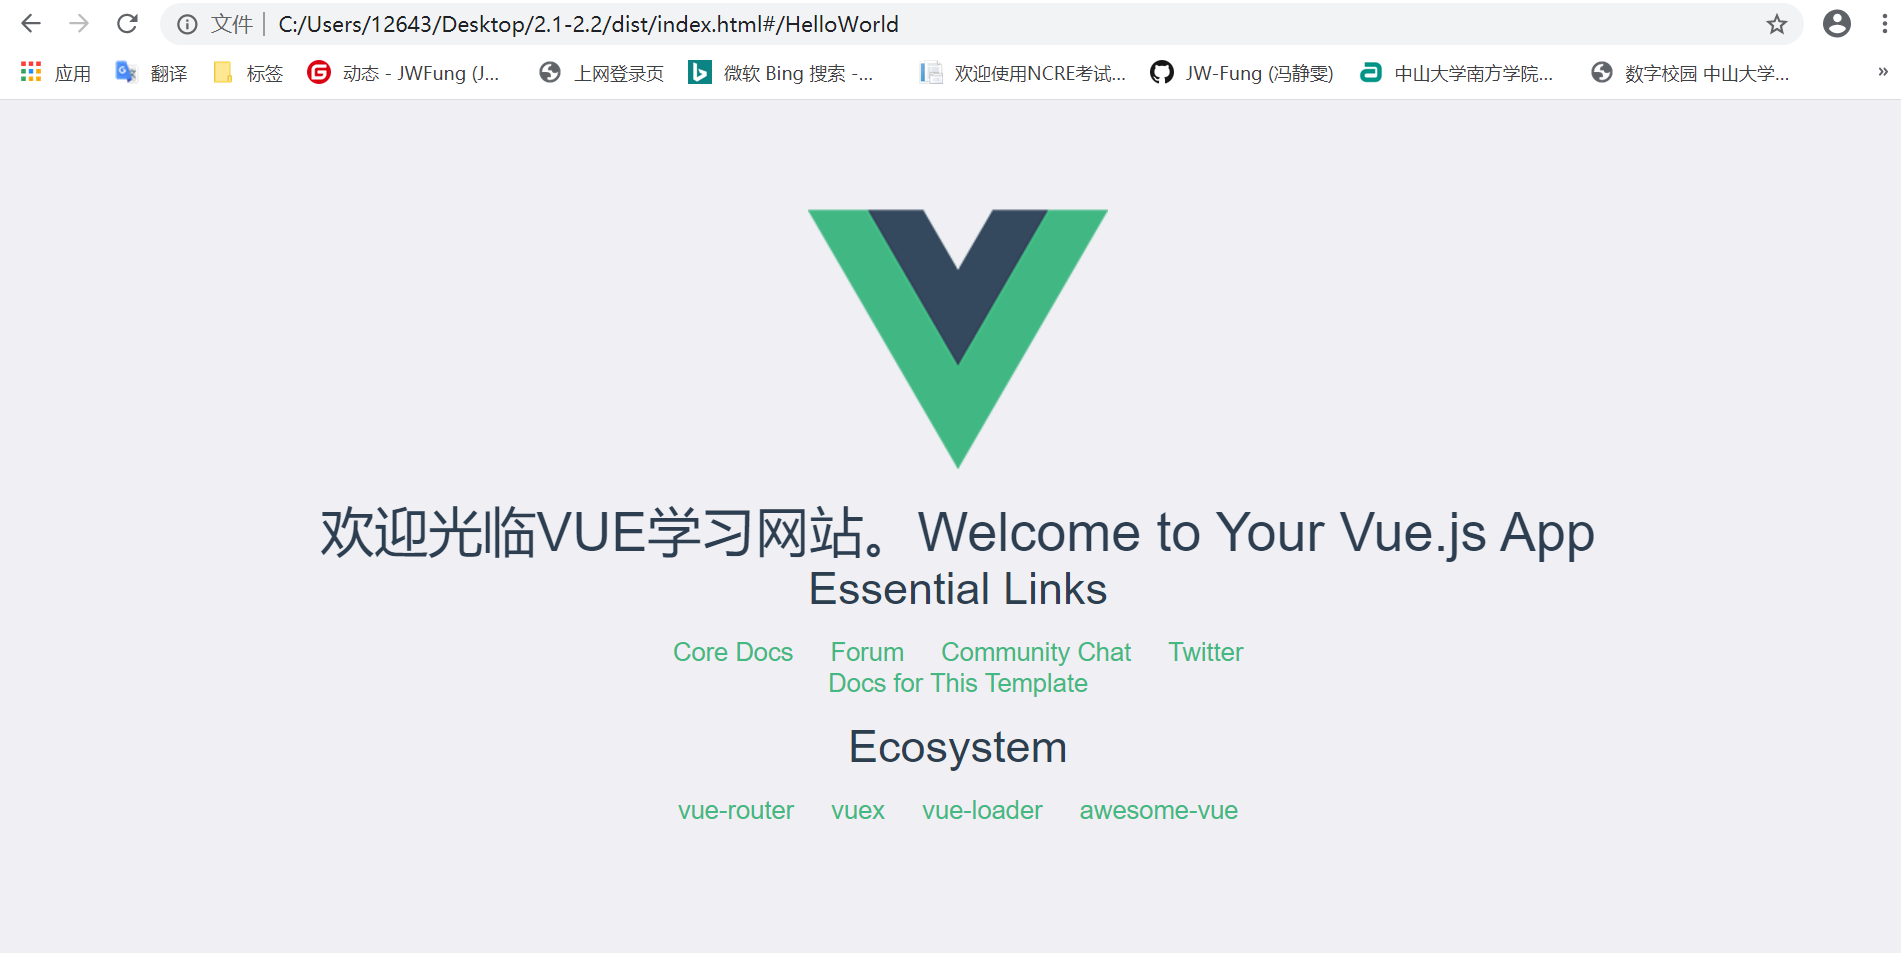 文件 C:/Users/12643/Desktop/2.1-2.2/dist/index.html#/HelloWorld
应用 翻译 标签 动态 - JWFung (J... 上网登录页 微软 Bing 搜索 -... 欢迎使用NCRE考试... JW-Fung (冯静雯) 中山大学南方学院... 数字校园 中山大学... »
欢迎光临VUE学习网站。Welcome to Your Vue.js App
Essential Links
Core Docs Forum Community Chat Twitter
Docs for This Template
Ecosystem
vue-router vuex vue-loader awesome-vue